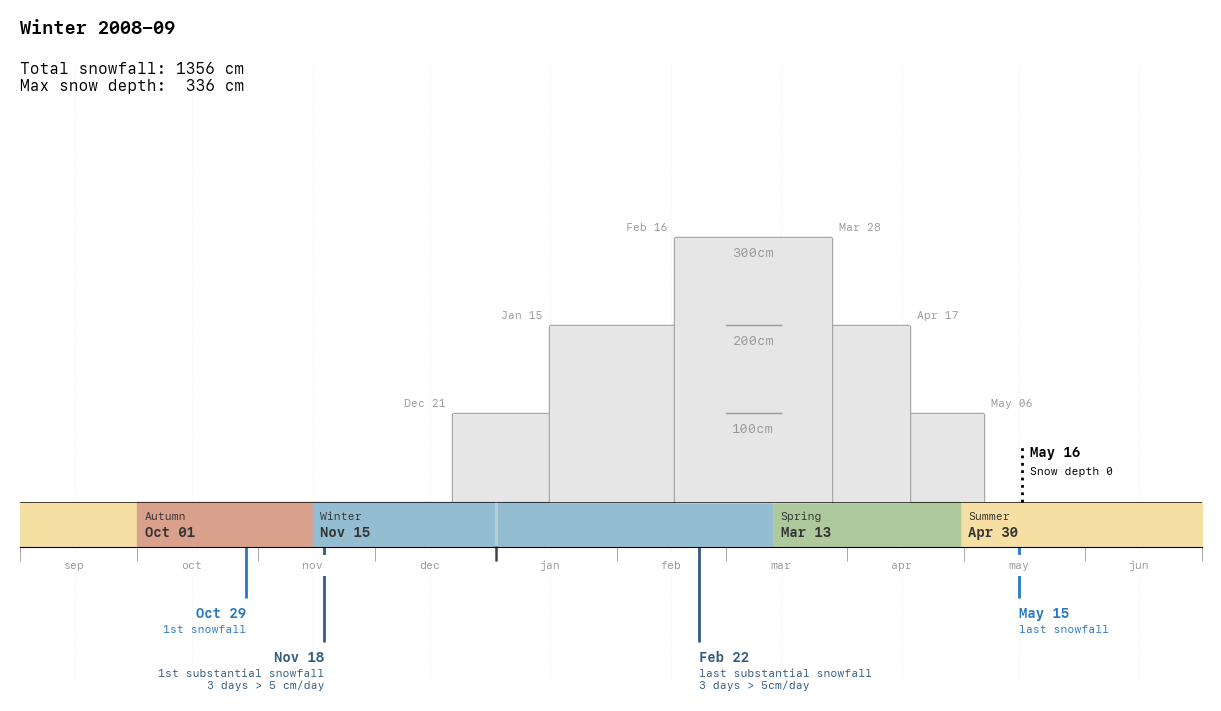 Winter 2008–09
Total snowfall: 1356 cm
Max snow depth:  336 cm
Feb 16
Mar 28
300cm
Jan 15
Apr 17
200cm
Dec 21
May 06
100cm
May 16
Snow depth 0
Autumn
Oct 01
Winter
Nov 15
Spring
Mar 13
Summer
Apr 30
sep
oct
nov
dec
jan
feb
mar
apr
may
jun
Oct 29
1st snowfall
May 15
last snowfall
Nov 18
1st substantial snowfall
3 days > 5 cm/day
Feb 22
last substantial snowfall
3 days > 5cm/day